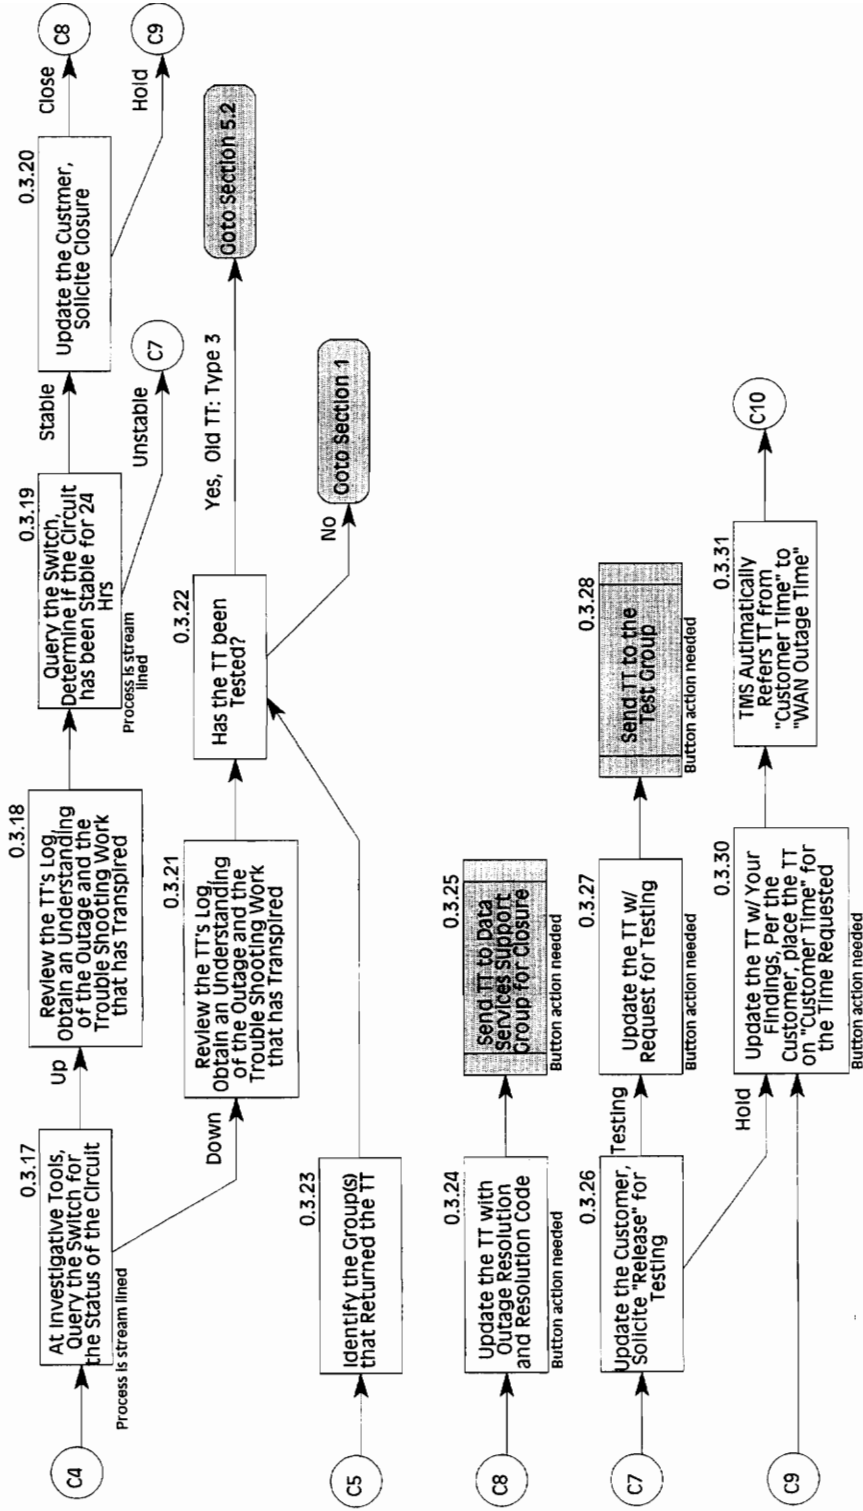 C4
0.3.17
At Investigative Tools,
Query the Switch for
the Status of the Circuit
Process is stream lined
Up
Down
0.3.18
Review the TT's Log,
Obtain an Understanding
of the Outage and the
Trouble Shooting Work
that has Transpired
0.3.19
Query the Switch,
Determine if the Circuit
has been Stable for 24
Hrs
Process is stream
lined
Stable
Unstable
C7
0.3.20
Update the Custmer,
Solicite Closure
Close
C8
Hold
C9
0.3.21
Review the TT's Log,
Obtain an Understanding
of the Outage and the
Trouble Shooting Work
that has Transpired
0.3.22
Has the TT been
Tested?
Yes, Old TT: Type 3
Goto Section 5.2
No
Goto Section 1
C5
0.3.23
Identify the Group(s)
that Returned the TT
C8
0.3.24
Update the TT with
Outage Resolution
and Resolution Code
Button action needed
0.3.25
Send TT to Data
Services Support
Group for Closure
Button action needed
C7
0.3.26
Update the Customer,
Solicite "Release" for
Testing
Testing
Hold
0.3.27
Update the TT w/
Request for Testing
Button action needed
0.3.28
Send TT to the
Test Group
Button action needed
C9
0.3.30
Update the TT w/ Your
Findings, Per the
Customer, place the TT
on "Customer Time" for
the Time Requested
Button action needed
0.3.31
TMS Autimatically
Refers TT from
"Customer Time" to
"WAN Outage Time"
C10